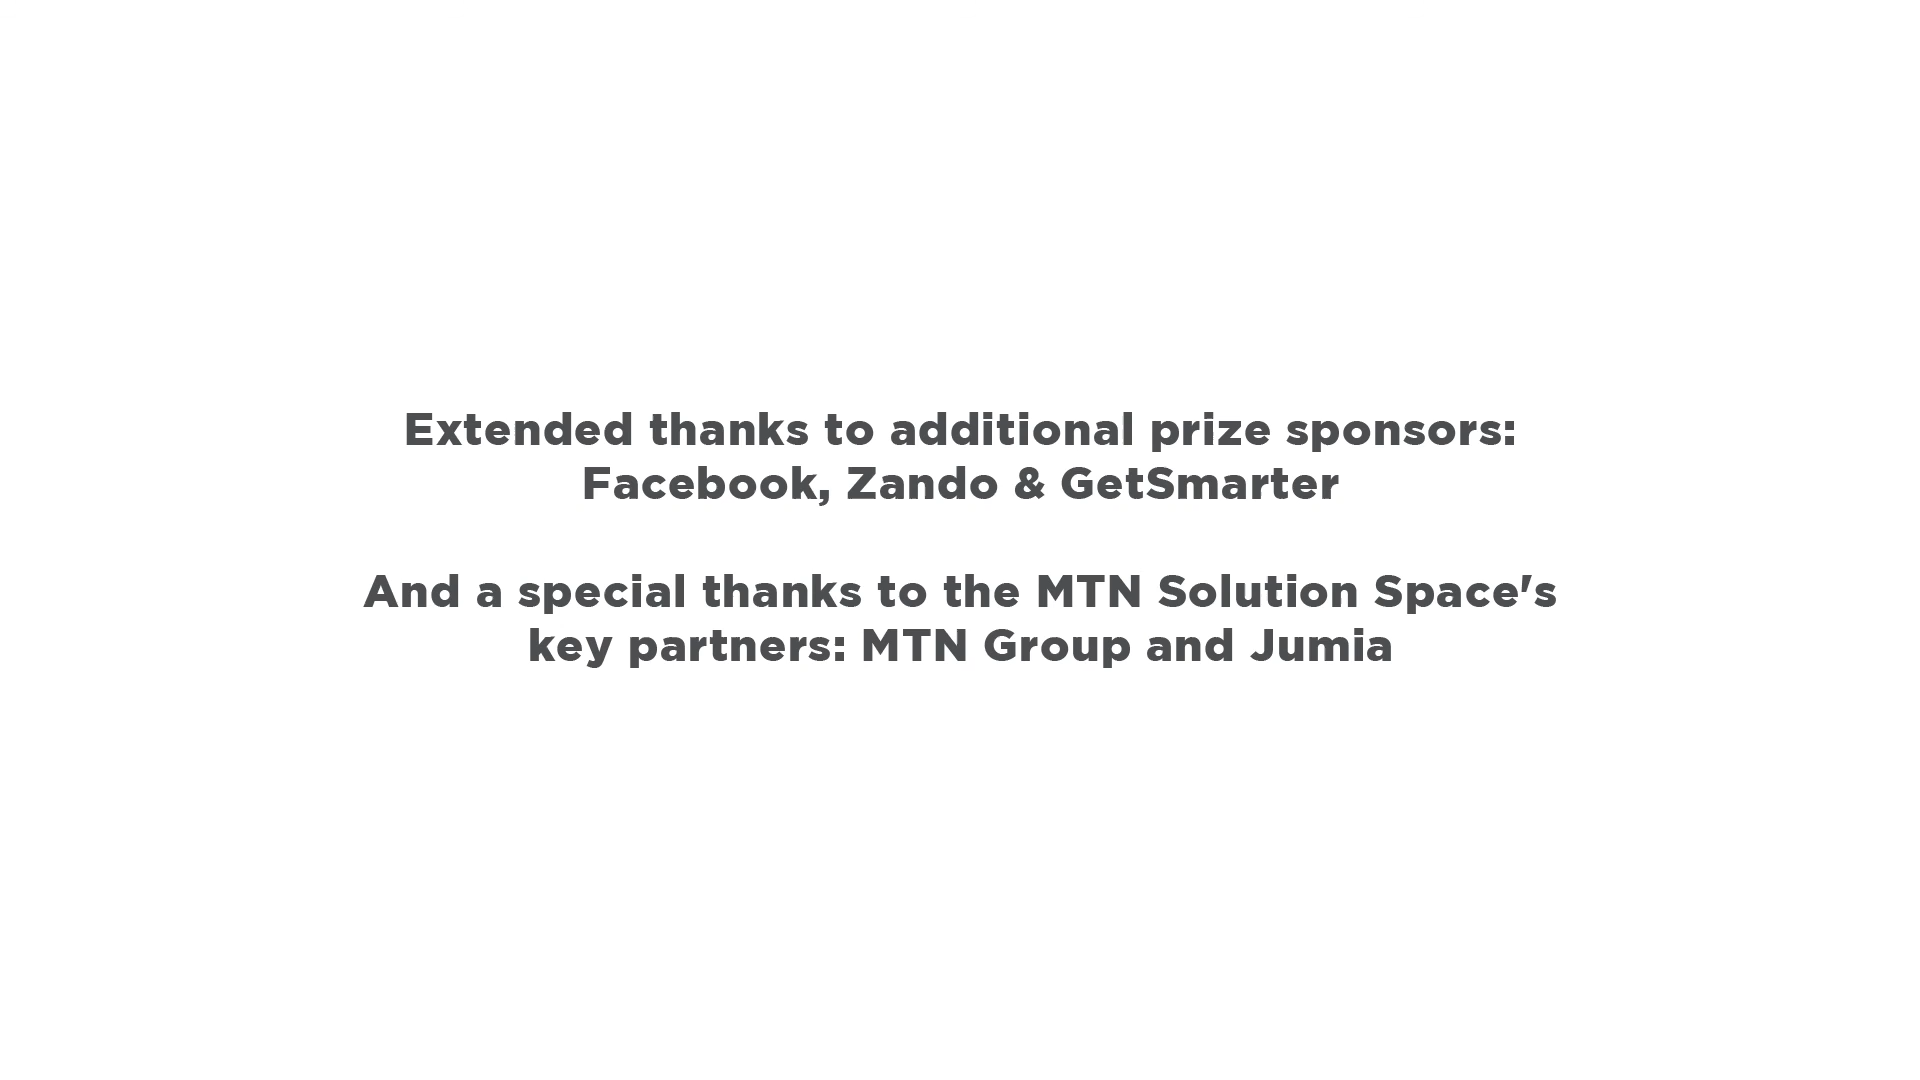 Extended thanks to additional prize sponsors:
Facebook, Zando & GetSmarter
And a special thanks to the MTN Solution Space's
key partners: MTN Group and Jumia